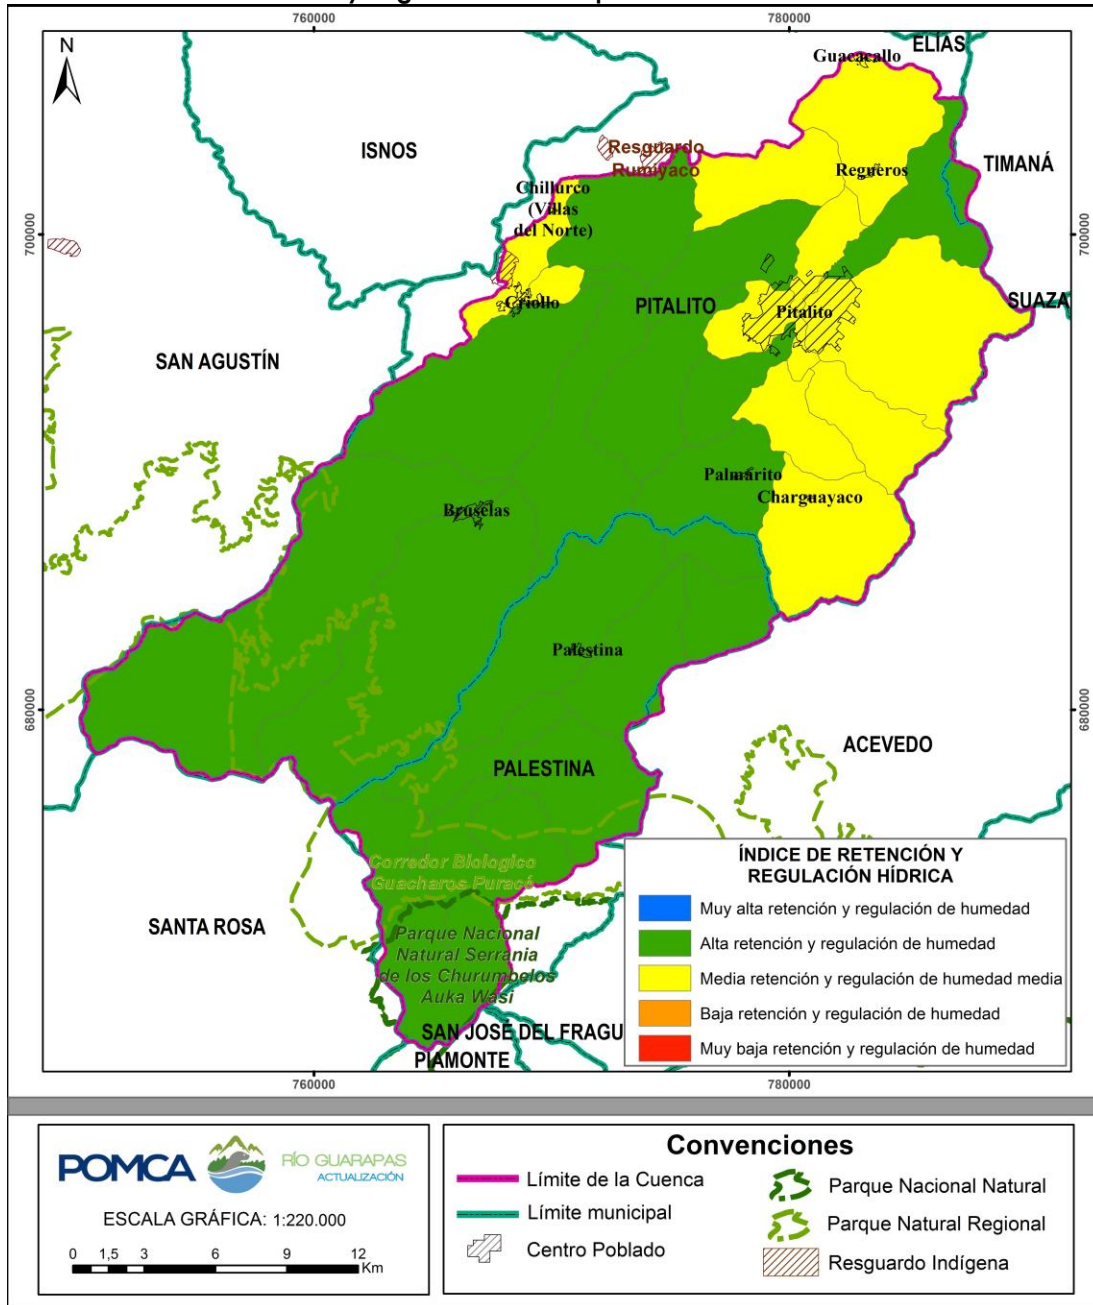 760000
780000
N
ELÍAS
Guacacallo
ISNOS
Resguardo
Rumiyaco
Regueros
TIMANÁ
Chillurco
(Villas
del Norte)
700000
700000
Criollo
PITALITO
Pitalito
SUAZA
SAN AGUSTÍN
Palmarito
Charguayaco
Bruselas
Palestina
680000
680000
ACEVEDO
PALESTINA
Corredor Biologico
Guacharos Puracé
SANTA ROSA
Parque Nacional
Natural Serrania
de los Churumbelos
Auka Wasi
SAN JOSÉ DEL FRAGU
PIAMONTE
ÍNDICE DE RETENCIÓN Y
REGULACIÓN HÍDRICA
Muy alta retención y regulación de humedad
Alta retención y regulación de humedad
Media retención y regulación de humedad media
Baja retención y regulación de humedad
Muy baja retención y regulación de humedad
760000
780000
POMCA
RÍO GUARAPAS
ACTUALIZACIÓN
ESCALA GRÁFICA: 1:220.000
0 1,5 3 6 9 12
Km
Convenciones
Límite de la Cuenca
Límite municipal
Centro Poblado
Parque Nacional Natural
Parque Natural Regional
Resguardo Indígena